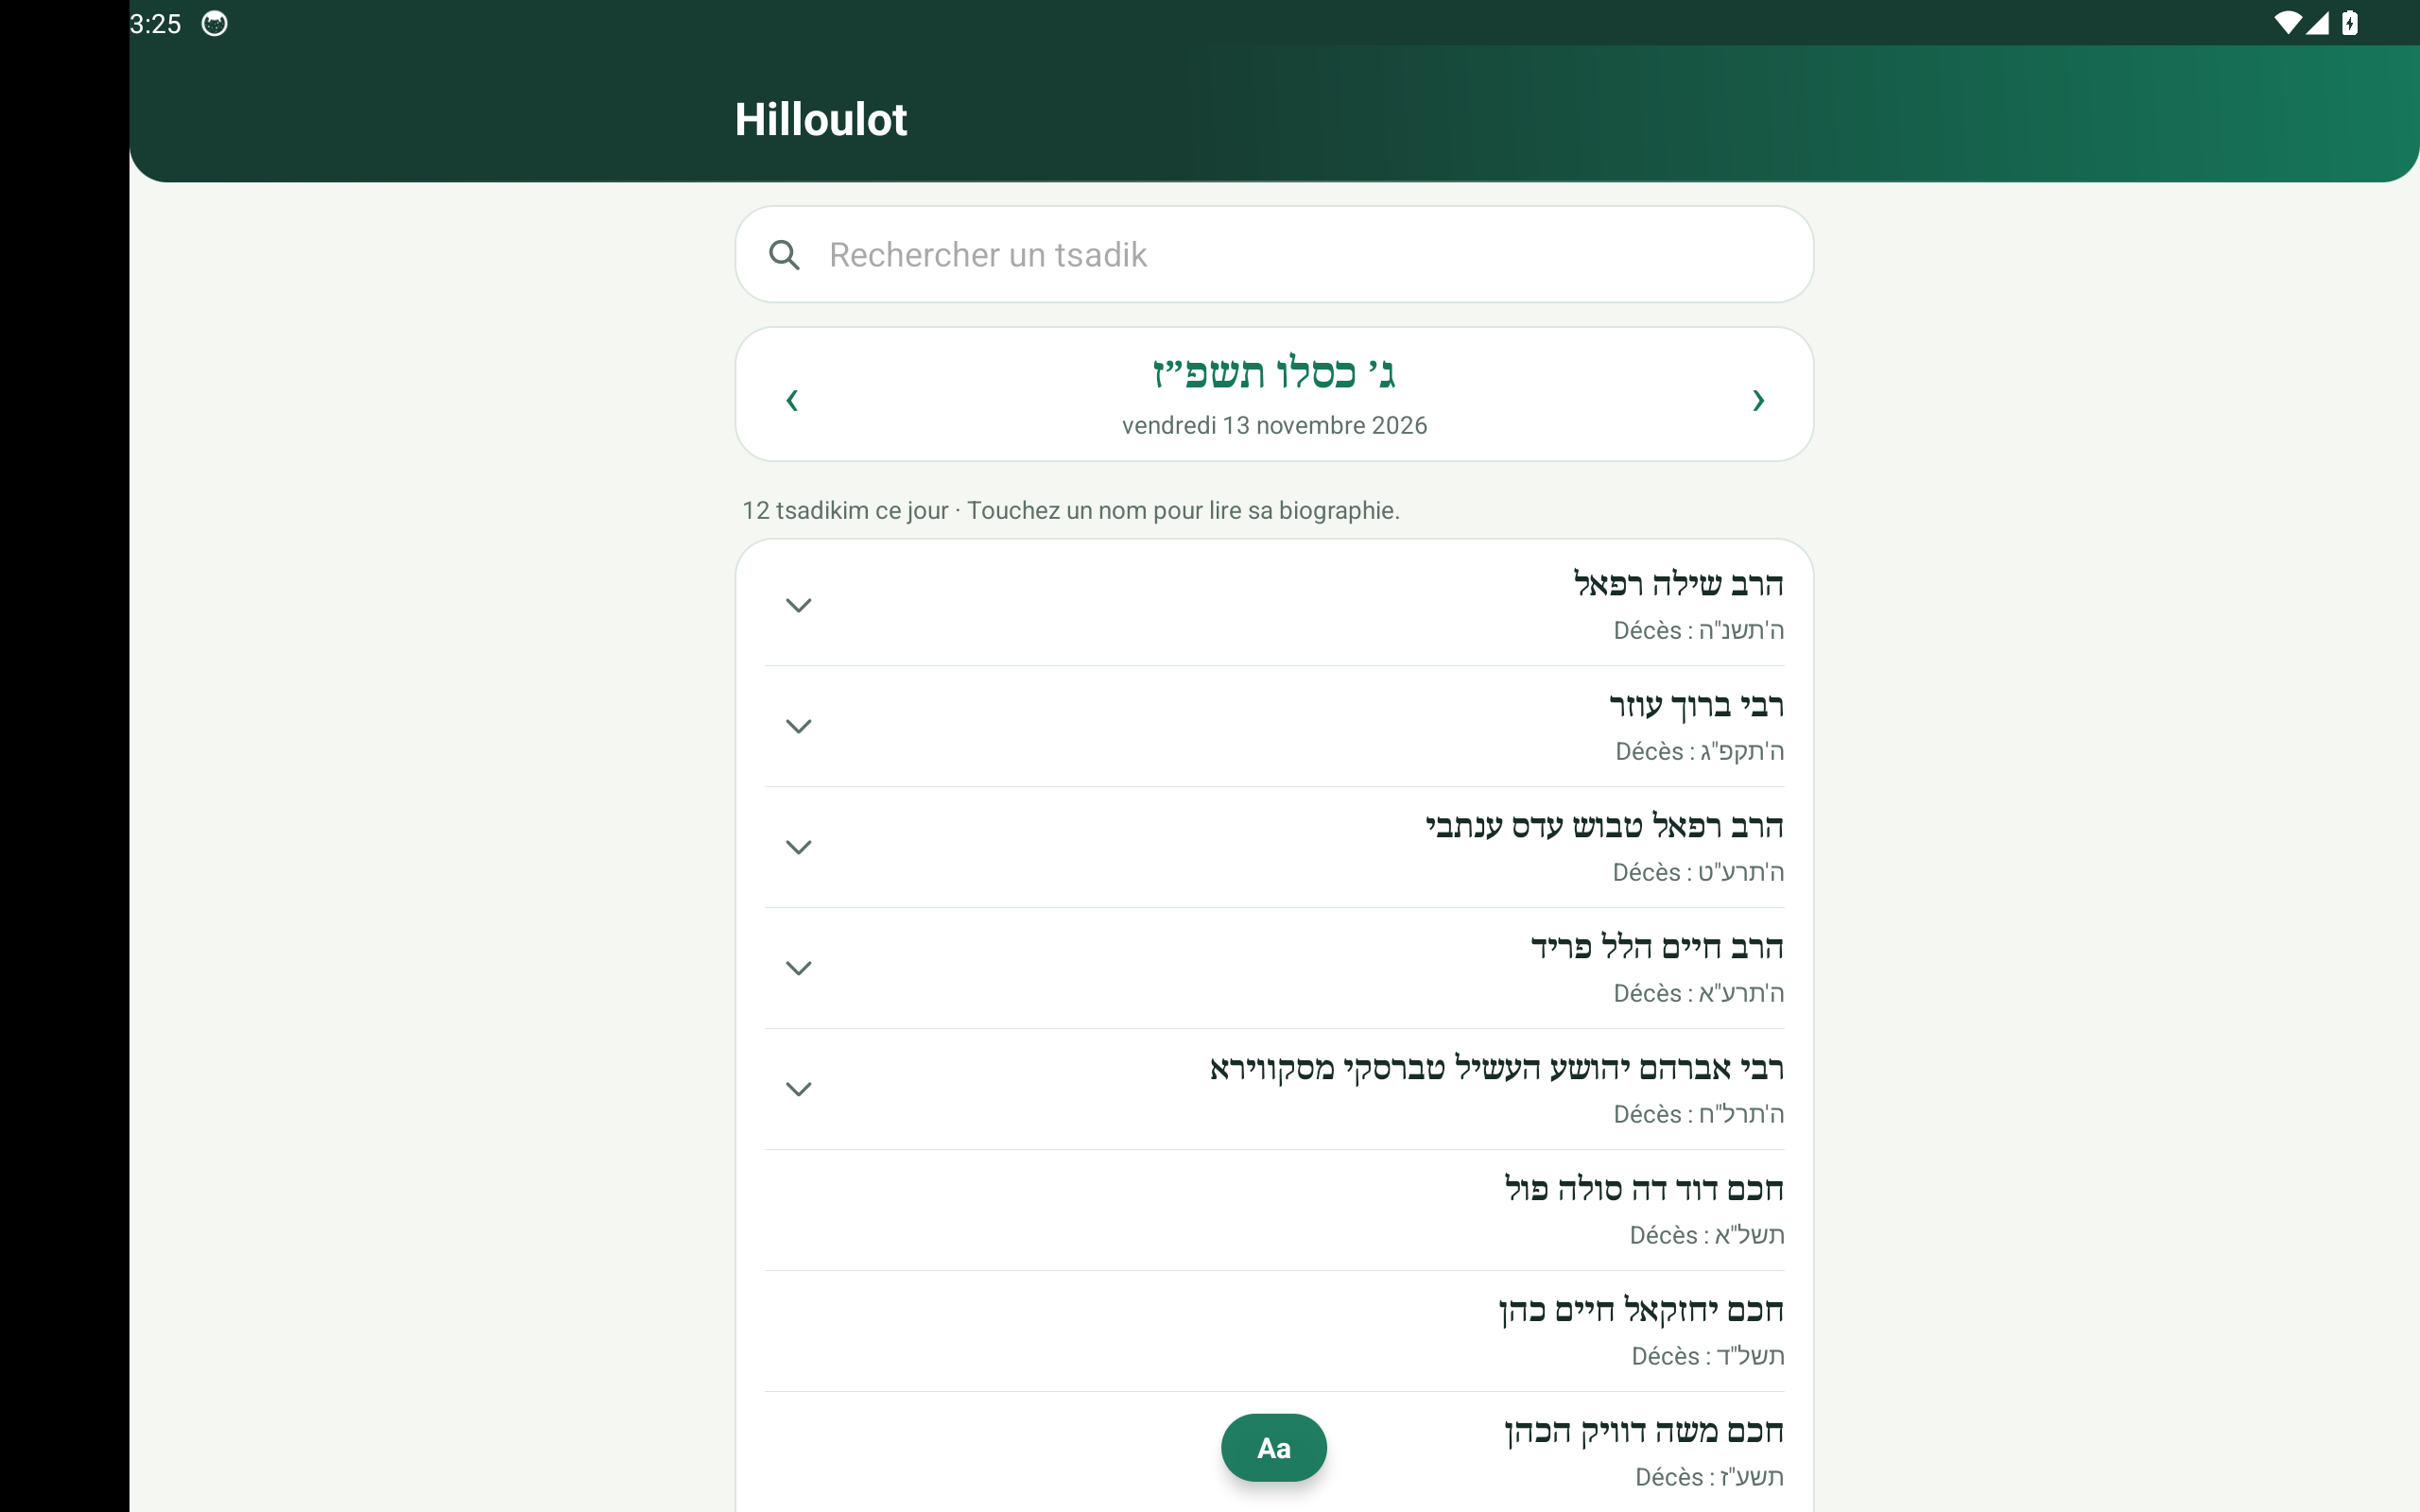 3:25
Hilloulot
Rechercher un tsadik
ג׳ כסלו תשפ״ז
vendredi 13 novembre 2026
12 tsadikim ce jour · Touchez un nom pour lire sa biographie.
הרב שילה רפאל
Décès : ה'תשנ"ה
רבי ברוך עוזר
Décès : ה'תקפ"ג
הרב רפאל טבוש עדס ענתבי
Décès : ה'תרע"ט
הרב חיים הלל פריד
Décès : ה'תרע"א
רבי אברהם יהושע העשיל טברסקי מסקווירא
Décès : ה'תרל"ח
חכם דוד דה סולה פול
Décès : תשל"א
חכם יחזקאל חיים כהן
Décès : תשל"ד
חכם משה דוויק הכהן
Décès : תשע"ז
Aa